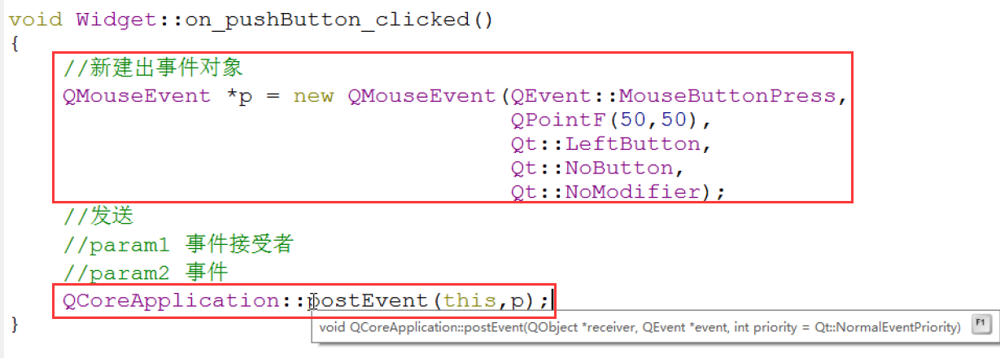 void Widget::on_pushButton_clicked()
{
//新建出事件对象
QMouseEvent *p = new QMouseEvent(QEvent::MouseButtonPress,
QPointF(50,50),
Qt::LeftButton,
Qt::NoButton,
Qt::NoModifier);
//发送
//param1 事件接受者
//param2 事件
QCoreApplication::postEvent(this,p);
void QCoreApplication::postEvent(QObject *receiver, QEvent *event, int priority = Qt::NormalEventPriority) F1
}